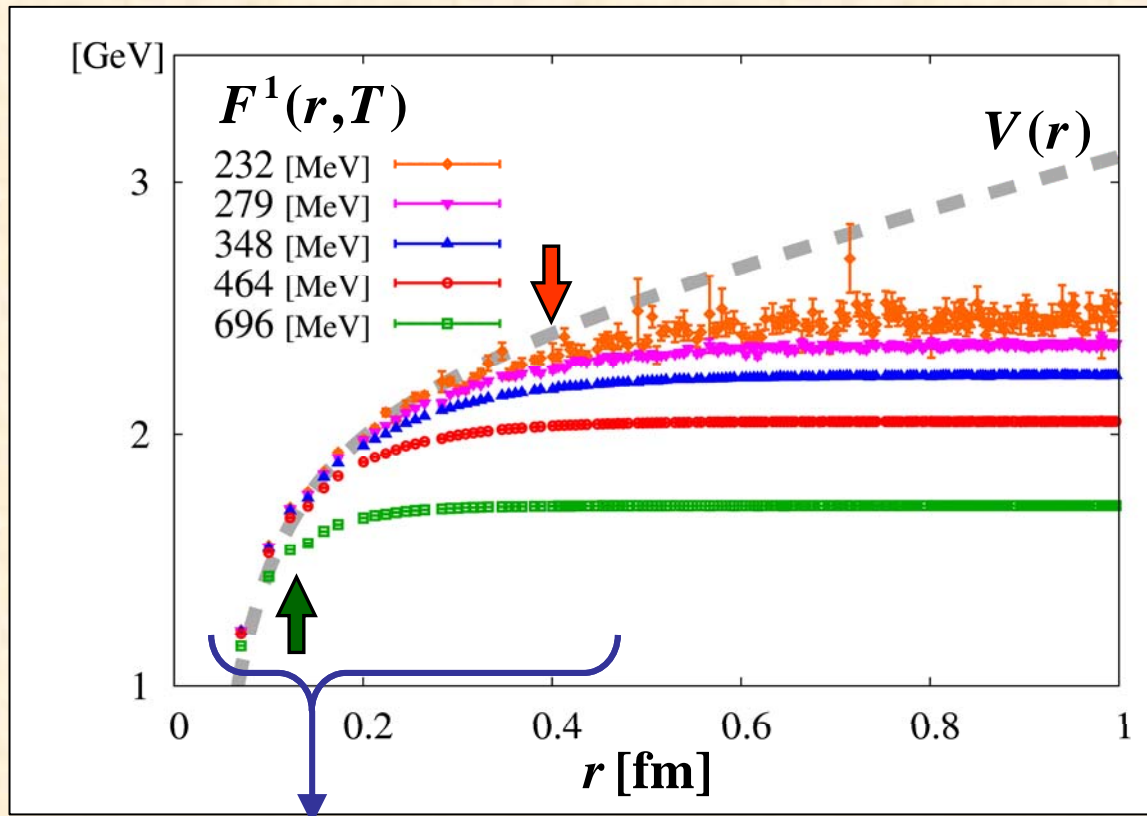 [GeV]
F¹(r,T)
V(r)
232 [MeV]
3
279 [MeV]
348 [MeV]
464 [MeV]
696 [MeV]
2
1
0 0.2 0.4 0.6 0.8 1
r [fm]